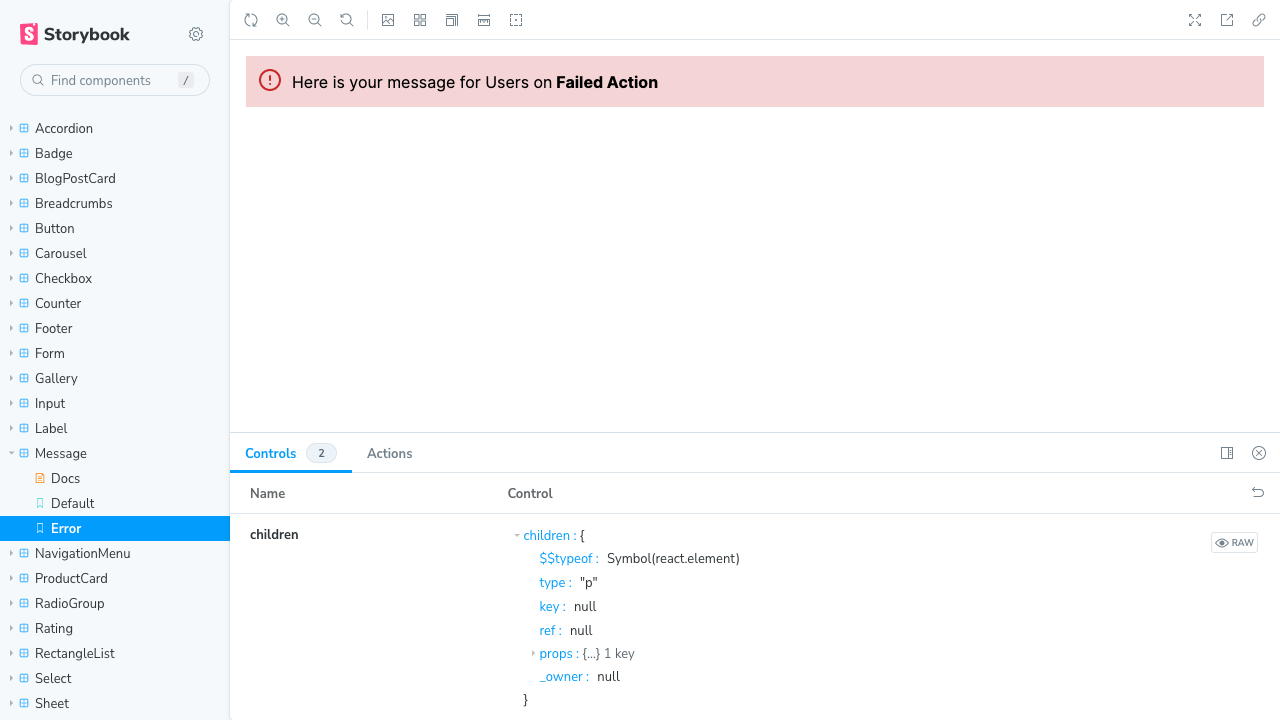 Storybook
Find components
/
Accordion
Badge
BlogPostCard
Breadcrumbs
Button
Carousel
Checkbox
Counter
Footer
Form
Gallery
Input
Label
Message
Docs
Default
Error
NavigationMenu
ProductCard
RadioGroup
Rating
RectangleList
Select
Sheet
Here is your message for Users on Failed Action
Controls 2 Actions
Name Control
children
children : {
RAW
$$typeof : Symbol(react.element)
type : "p"
key : null
ref : null
props : {...} 1 key
_owner : null
}